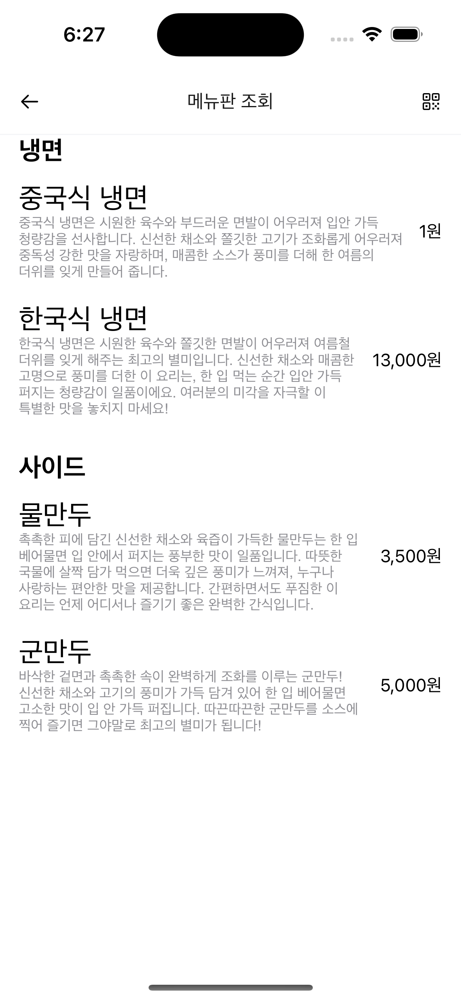 6:27
메뉴판 조회
냉면
중국식 냉면
중국식 냉면은 시원한 육수와 부드러운 면발이 어우러져 입안 가득
청량감을 선사합니다. 신선한 채소와 쫄깃한 고기가 조화롭게 어우러져
중독성 강한 맛을 자랑하며, 매콤한 소스가 풍미를 더해 한 여름의
더위를 잊게 만들어 줍니다.
1원
한국식 냉면
한국식 냉면은 시원한 육수와 쫄깃한 면발이 어우러져 여름철
더위를 잊게 해주는 최고의 별미입니다. 신선한 채소와 매콤한
고명으로 풍미를 더한 이 요리는, 한 입 먹는 순간 입안 가득
퍼지는 청량감이 일품이에요. 여러분의 미각을 자극할 이
특별한 맛을 놓치지 마세요!
13,000원
사이드
물만두
촉촉한 피에 담긴 신선한 채소와 육즙이 가득한 물만두는 한 입
베어물면 입 안에서 퍼지는 풍부한 맛이 일품입니다. 따뜻한
국물에 살짝 담가 먹으면 더욱 깊은 풍미가 느껴져, 누구나
사랑하는 편안한 맛을 제공합니다. 간편하면서도 푸짐한 이
요리는 언제 어디서나 즐기기 좋은 완벽한 간식입니다.
3,500원
군만두
바삭한 겉면과 촉촉한 속이 완벽하게 조화를 이루는 군만두!
신선한 채소와 고기의 풍미가 가득 담겨 있어 한 입 베어물면
고소한 맛이 입 안 가득 퍼집니다. 따끈따끈한 군만두를 소스에
찍어 즐기면 그야말로 최고의 별미가 됩니다!
5,000원